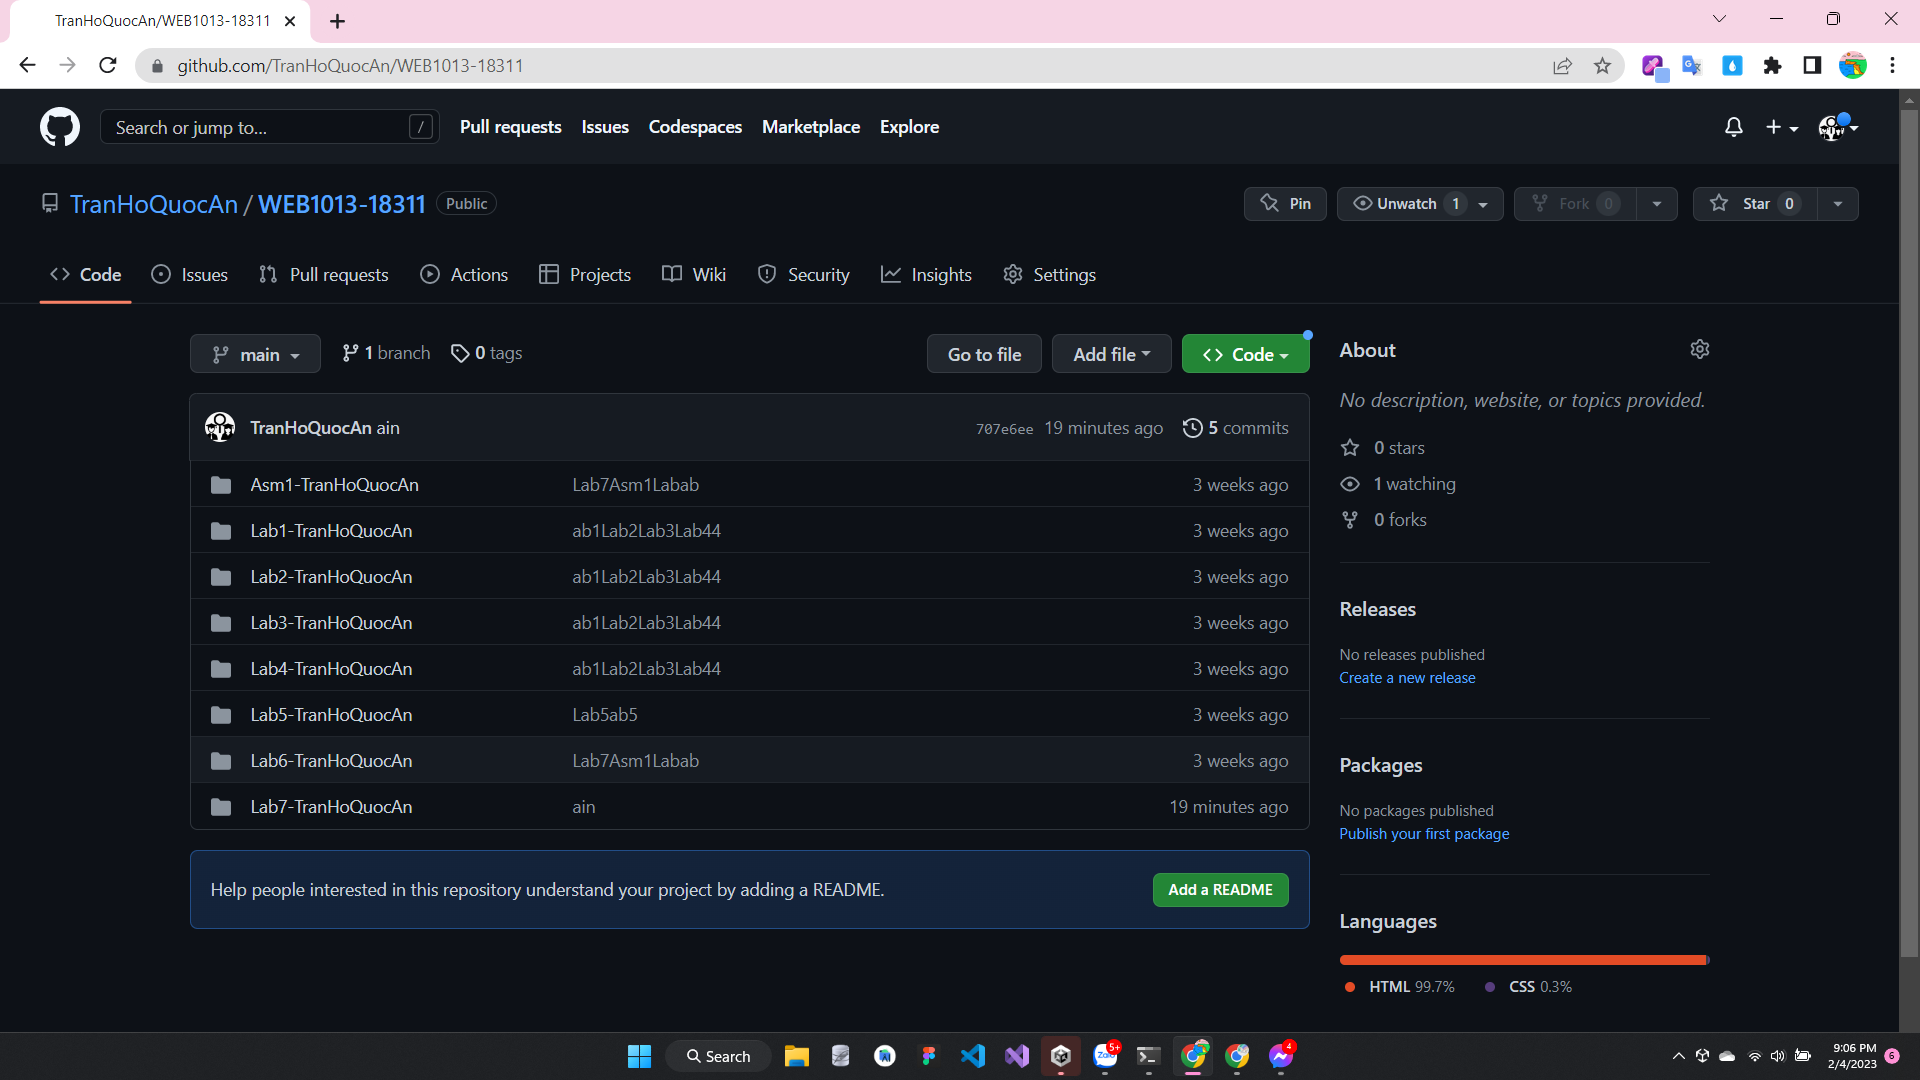 TranHoQuocAn/WEB1013-18311
github.com/TranHoQuocAn/WEB1013-18311
Search or jump to... /
Pull requests Issues Codespaces Marketplace Explore
TranHoQuocAn / WEB1013-18311 Public
Pin Unwatch 1 Fork 0 Star 0
Code Issues Pull requests Actions Projects Wiki Security Insights Settings
main 1 branch 0 tags Go to file Add file Code
TranHoQuocAn ain 707e6ee 19 minutes ago 5 commits
Asm1-TranHoQuocAn Lab7Asm1Labab 3 weeks ago
Lab1-TranHoQuocAn ab1Lab2Lab3Lab44 3 weeks ago
Lab2-TranHoQuocAn ab1Lab2Lab3Lab44 3 weeks ago
Lab3-TranHoQuocAn ab1Lab2Lab3Lab44 3 weeks ago
Lab4-TranHoQuocAn ab1Lab2Lab3Lab44 3 weeks ago
Lab5-TranHoQuocAn Lab5ab5 3 weeks ago
Lab6-TranHoQuocAn Lab7Asm1Labab 3 weeks ago
Lab7-TranHoQuocAn ain 19 minutes ago
Help people interested in this repository understand your project by adding a README. Add a README
About
No description, website, or topics provided.
0 stars
1 watching
0 forks
Releases
No releases published
Create a new release
Packages
No packages published
Publish your first package
Languages
HTML 99.7% CSS 0.3%
Search
Zalo 5+
4
9:06 PM
2/4/2023
6